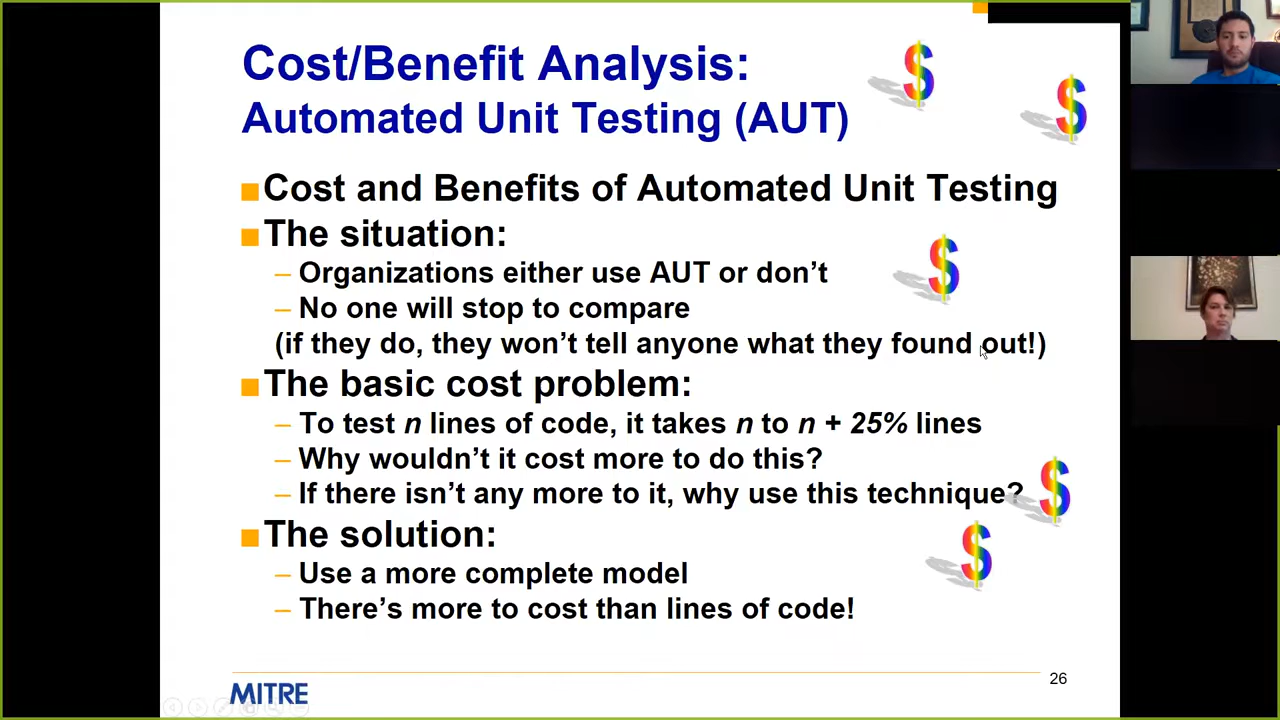 Cost/Benefit Analysis:
Automated Unit Testing (AUT)
Cost and Benefits of Automated Unit Testing
The situation:
– Organizations either use AUT or don’t
– No one will stop to compare
(if they do, they won’t tell anyone what they found out!)
The basic cost problem:
– To test n lines of code, it takes n to n + 25% lines
– Why wouldn’t it cost more to do this?
– If there isn’t any more to it, why use this technique?
The solution:
– Use a more complete model
– There’s more to cost than lines of code!
MITRE
26